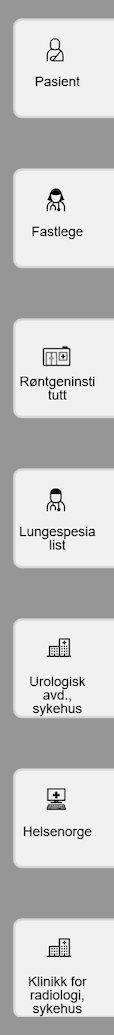 Pasient
Fastlege
Røntgeninsti
tutt
Lungespesia
list
Urologisk
avd.,
sykehus
Helsenorge
Klinikk for
radiologi,
sykehus